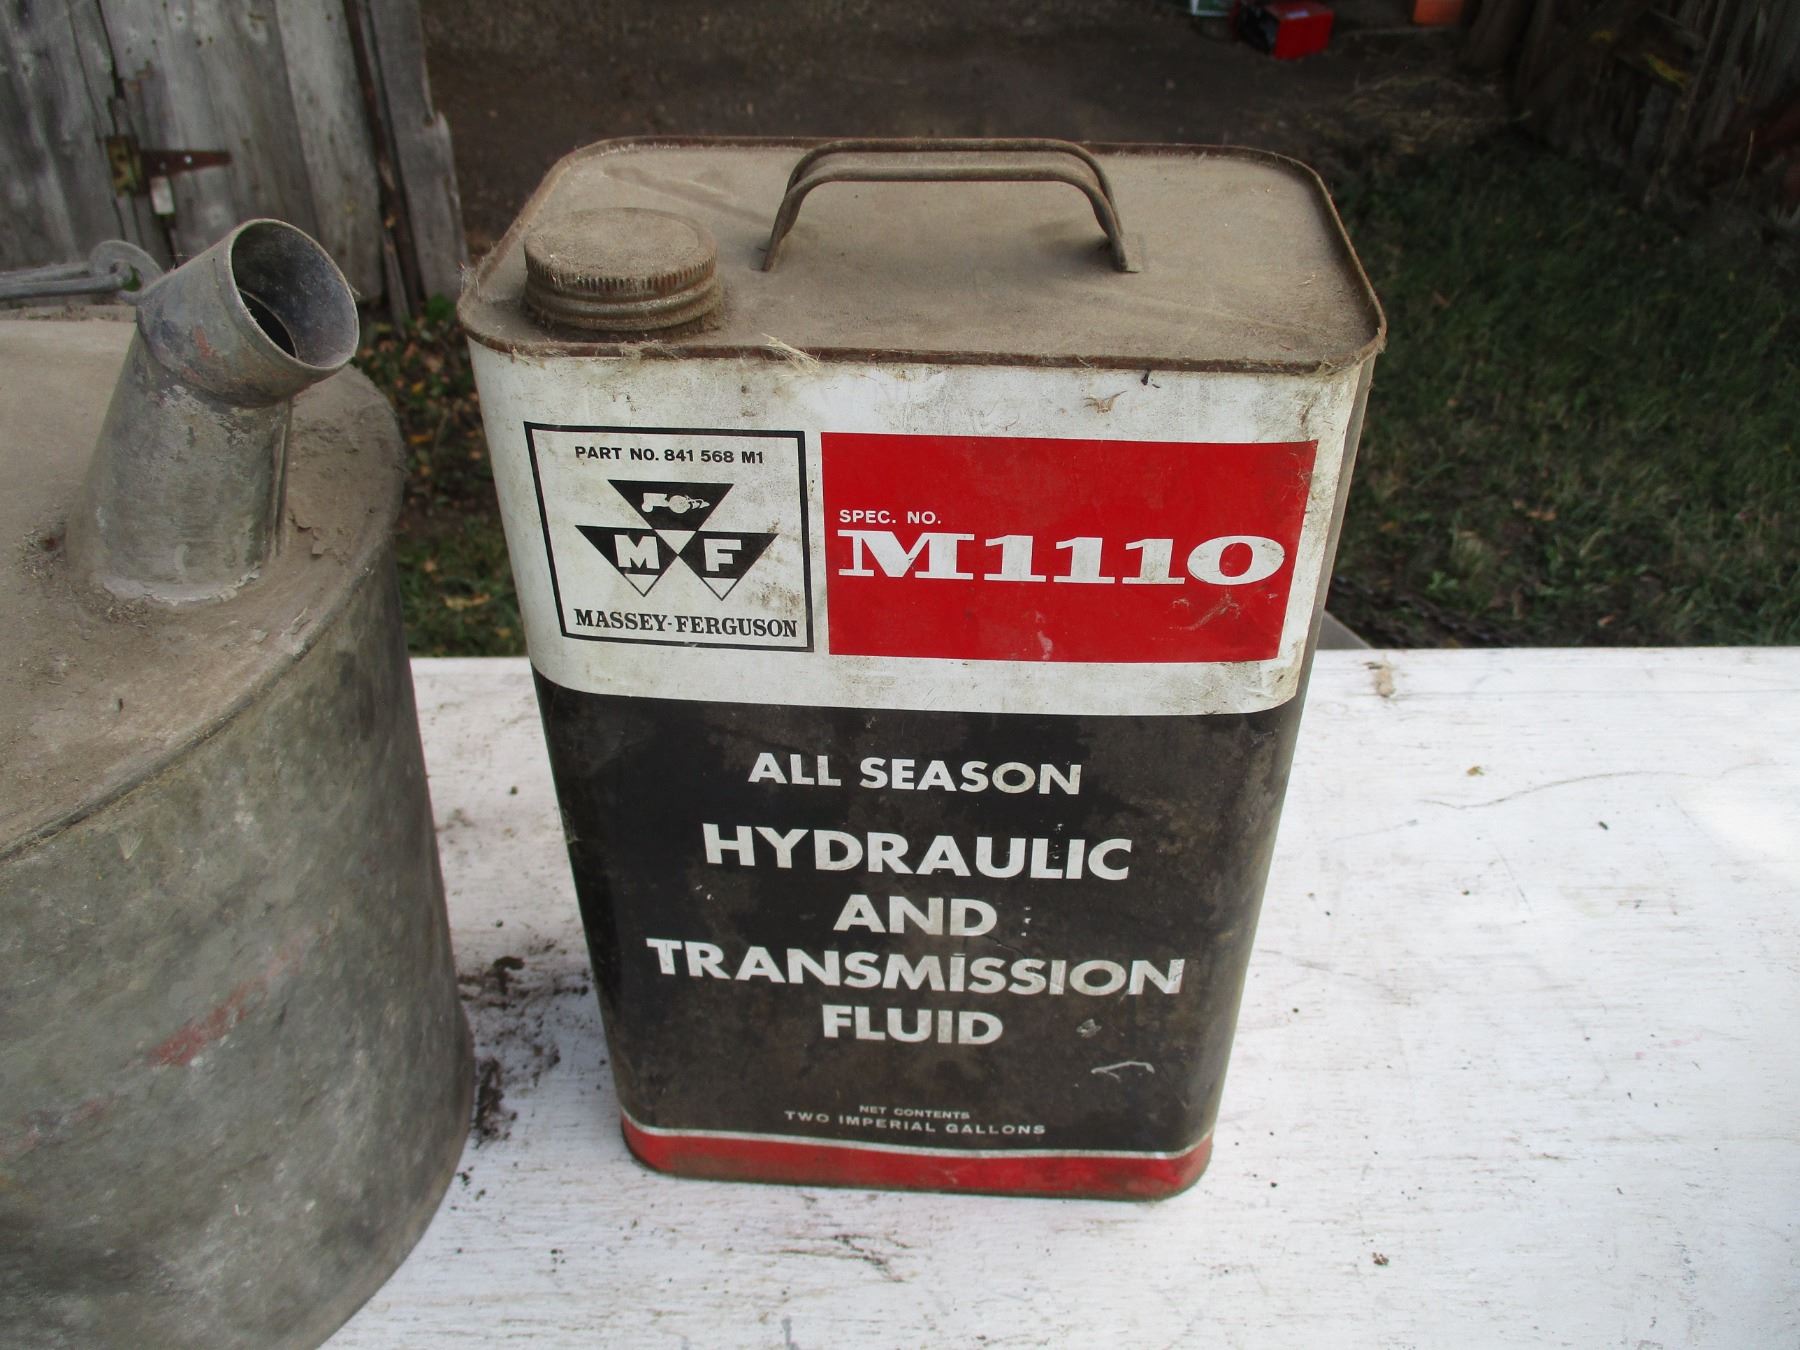 PART NO. 841 568 M1
M F
MASSEY-FERGUSON
SPEC. NO.
M1110
ALL SEASON
HYDRAULIC
AND
TRANSMISSION
FLUID
NET CONTENTS
TWO IMPERIAL GALLONS